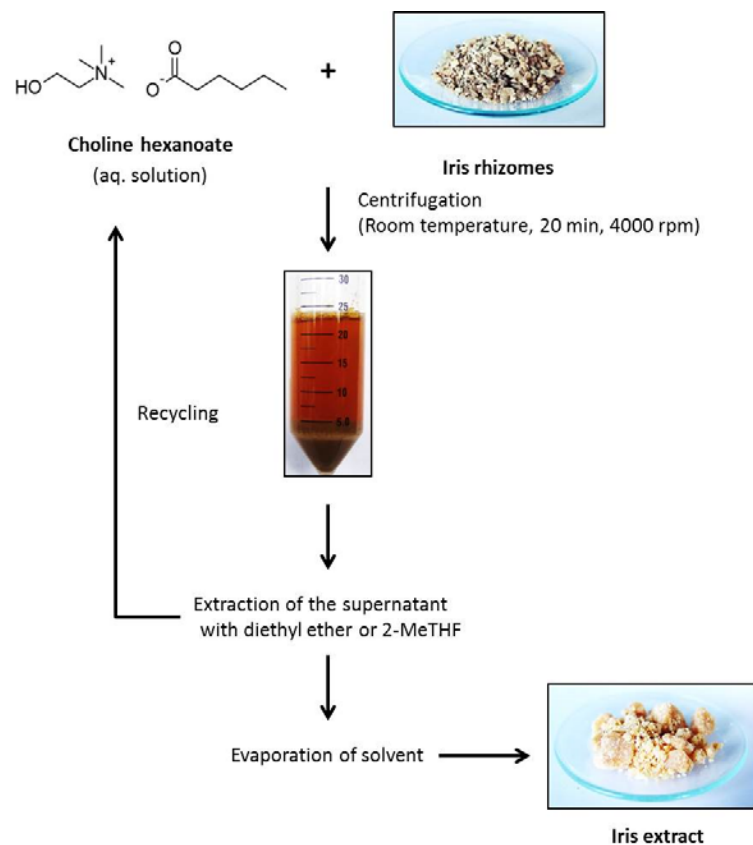 HO
N
+
O
-O
+
Choline hexanoate
(aq. solution)
Iris rhizomes
Centrifugation
(Room temperature, 20 min, 4000 rpm)
30
25
20
15
10
5.0
Recycling
Extraction of the supernatant
with diethyl ether or 2-MeTHF
Evaporation of solvent
Iris extract